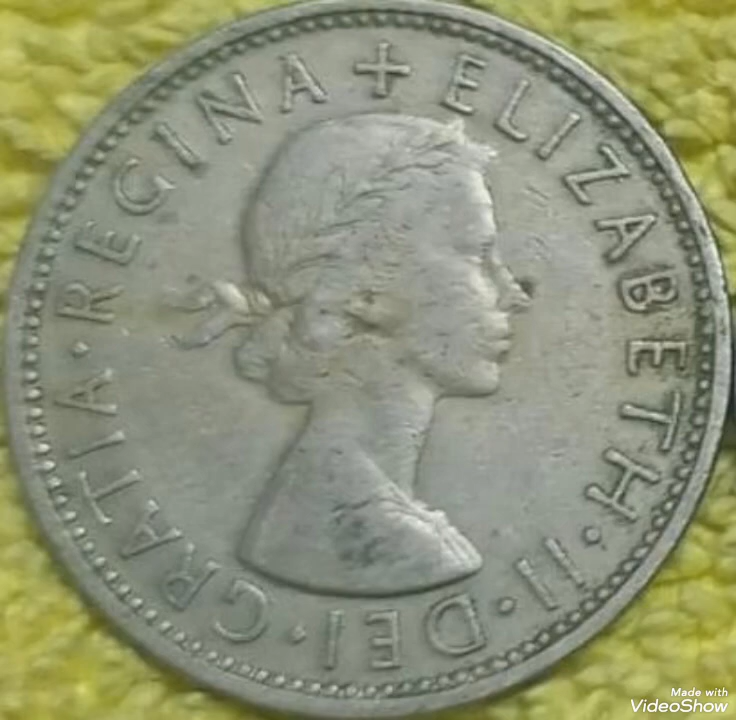 + ELIZABETH · II · DEI · GRATIA · REGINA
Made with
VideoShow